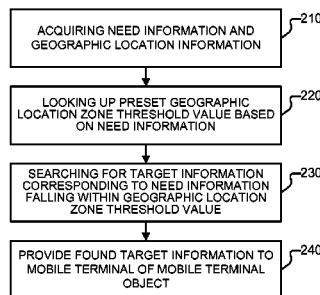 210
ACQUIRING NEED INFORMATION AND
GEOGRAPHIC LOCATION INFORMATION
220
LOOKING UP PRESET GEOGRAPHIC
LOCATION ZONE THRESHOLD VALUE BASED
ON NEED INFORMATION
230
SEARCHING FOR TARGET INFORMATION
CORRESPONDING TO NEED INFORMATION
FALLING WITHIN GEOGRAPHIC LOCATION
ZONE THRESHOLD VALUE
240
PROVIDE FOUND TARGET INFORMATION TO
MOBILE TERMINAL OF MOBILE TERMINAL
OBJECT